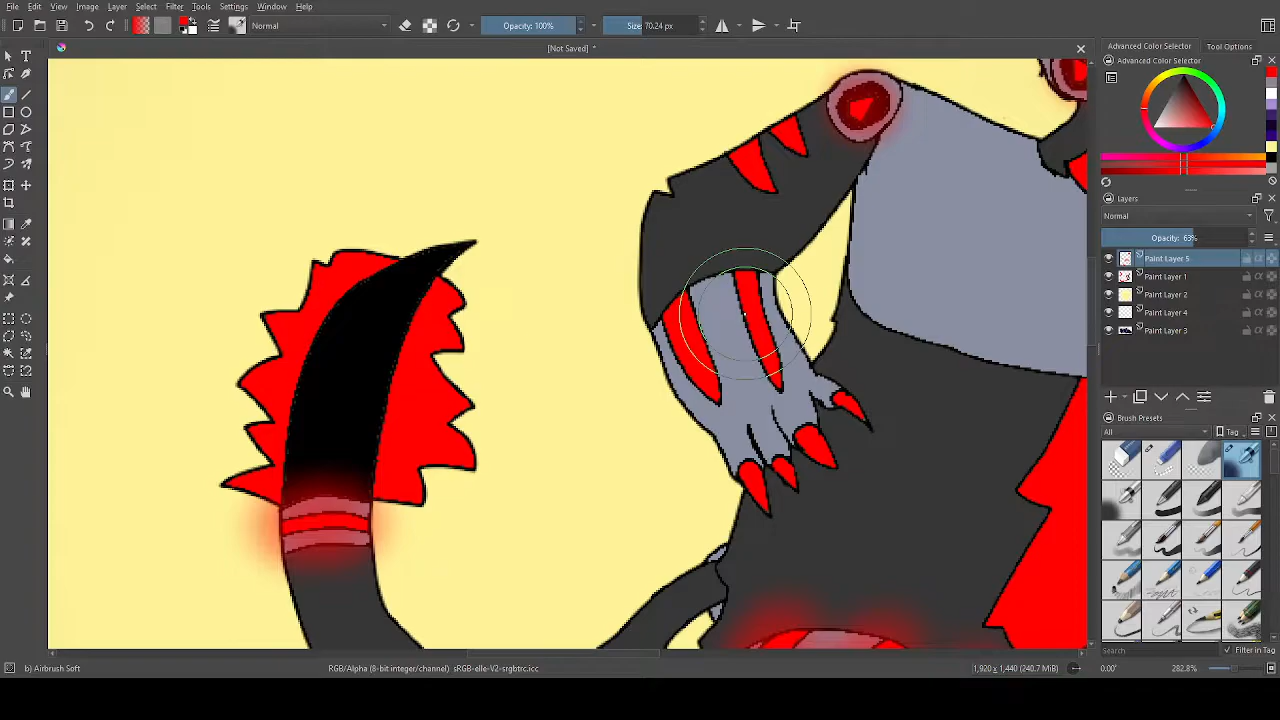 File Edit View Image Layer Select Filter Tools Settings Window Help
Normal Opacity: 100% Size: 70.24 px
[Not Saved] *
Advanced Color Selector Tool Options
Advanced Color Selector
Layers
Normal
Opacity: 63%
Paint Layer 5
Paint Layer 1
Paint Layer 2
Paint Layer 4
Paint Layer 3
Brush Presets
All Tag
Search Filter in Tag
b) Airbrush Soft RGB/Alpha (8-bit integer/channel) sRGB-elle-V2-srgbtrc.icc 1,920 x 1,440 (240.7 MiB) 0.00° 282.8%